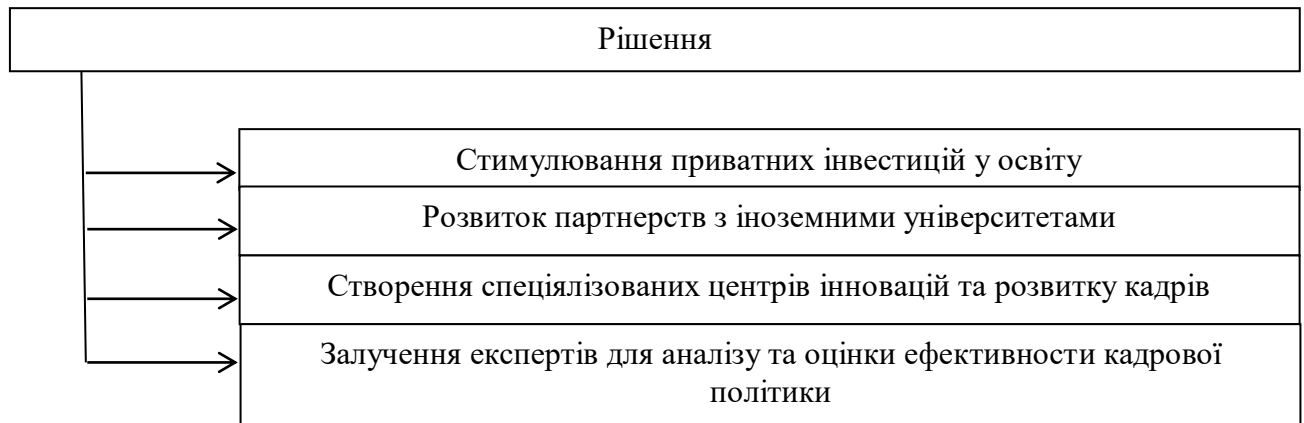 Рішення
Стимулювання приватних інвестицій у освіту
Розвиток партнерств з іноземними університетами
Створення спеціялізованих центрів інновацій та розвитку кадрів
Залучення експертів для аналізу та оцінки ефективности кадрової
політики